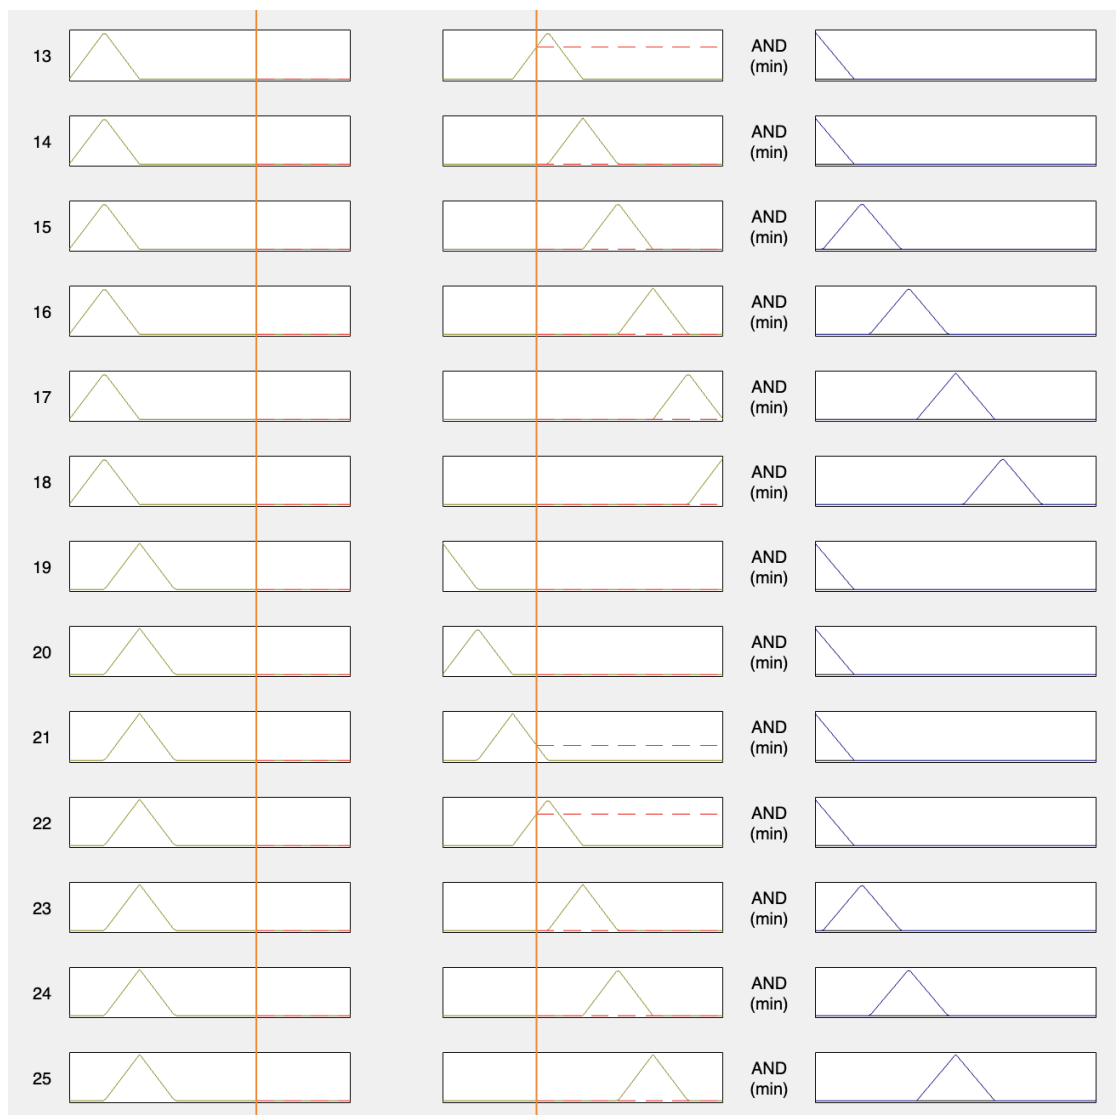 13 AND
(min)
14 AND
(min)
15 AND
(min)
16 AND
(min)
17 AND
(min)
18 AND
(min)
19 AND
(min)
20 AND
(min)
21 AND
(min)
22 AND
(min)
23 AND
(min)
24 AND
(min)
25 AND
(min)